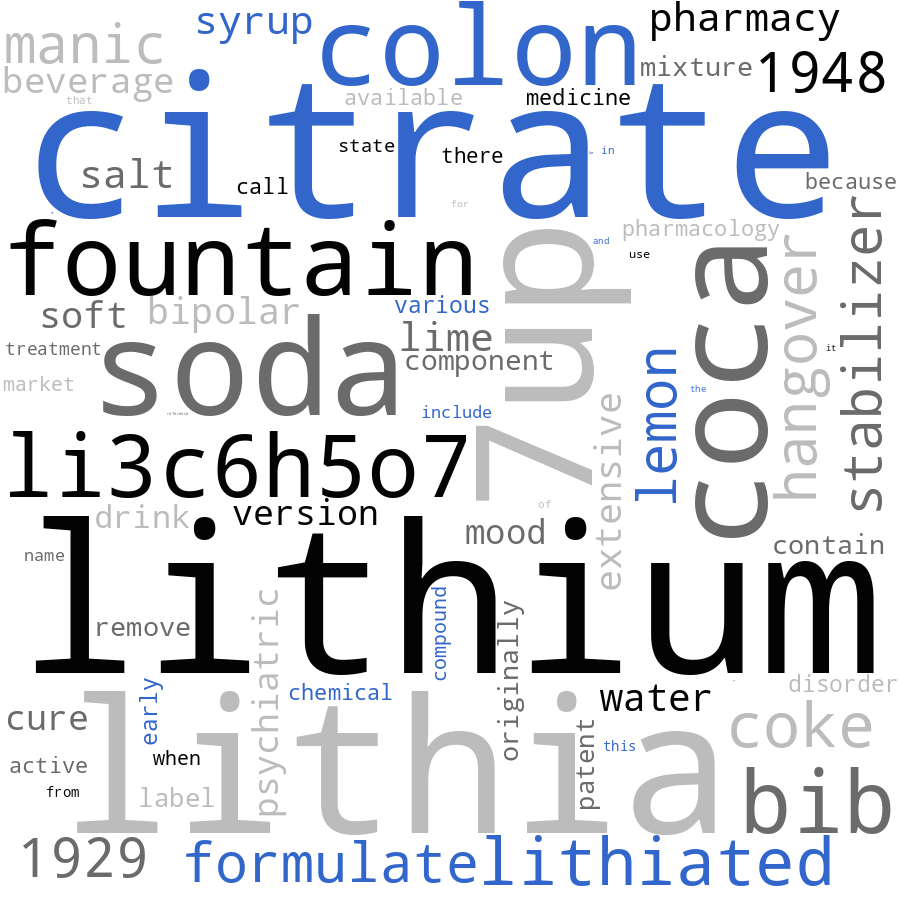 syrup
colon
pharmacy
manic
beverage
mixture
1948
that
available
medicine
citrate
state
there
in
salt
call
because
for
fountain
7up
and
pharmacology
use
coca
hangover
stabilizer
soft
bipolar
various
lime
component
treatment
soda
it
market
the
lemon
include
extensive
li3c6h5o7
drink
version
of
mood
contain
name
lithium
remove
psychiatric
compound
originally
early
chemical
lithia
water
disorder
cure
coke
active
when
patent
this
from
label
bib
1929
formulate
lithiated